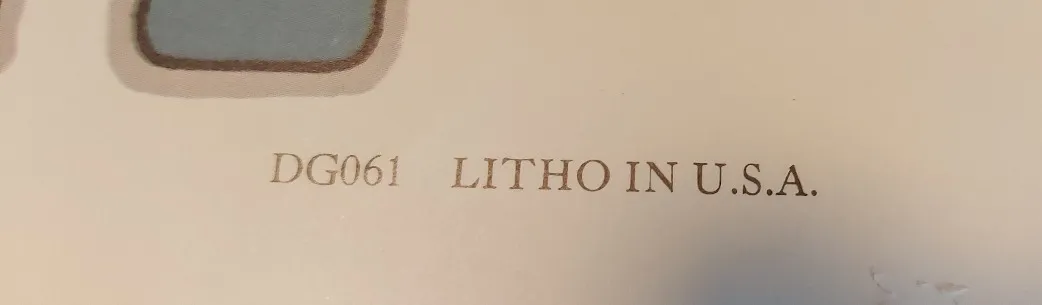 DG061 LITHO IN U.S.A.